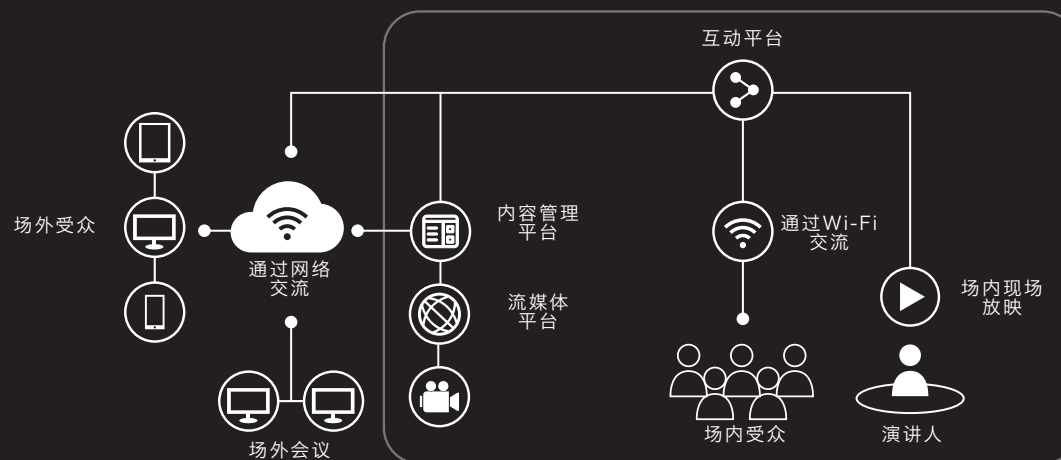 互动平台
场外受众
内容管理
平台
通过Wi-Fi
交流
通过网络
交流
流媒体
平台
场内现场
放映
场外会议
场内受众
演讲人